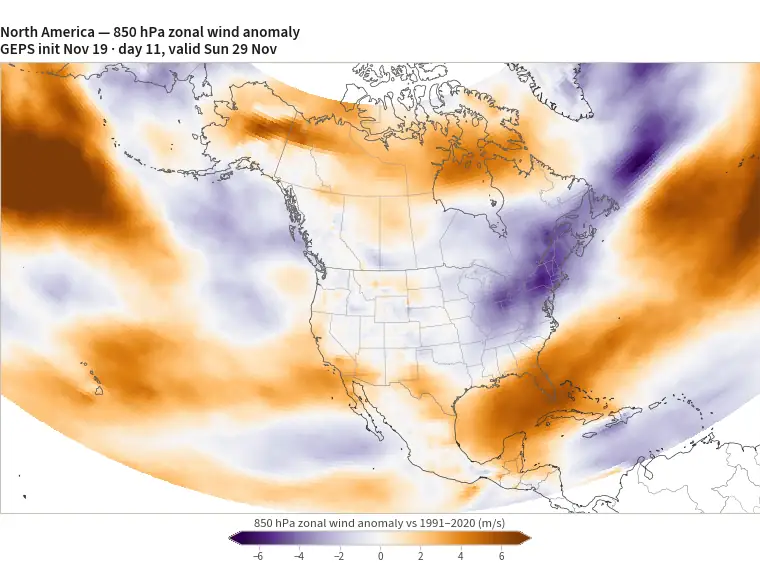 North America — 850 hPa zonal wind anomaly
GEPS init Nov 19 · day 11, valid Sun 29 Nov
850 hPa zonal wind anomaly vs 1991–2020 (m/s)
−6 −4 −2 0 2 4 6